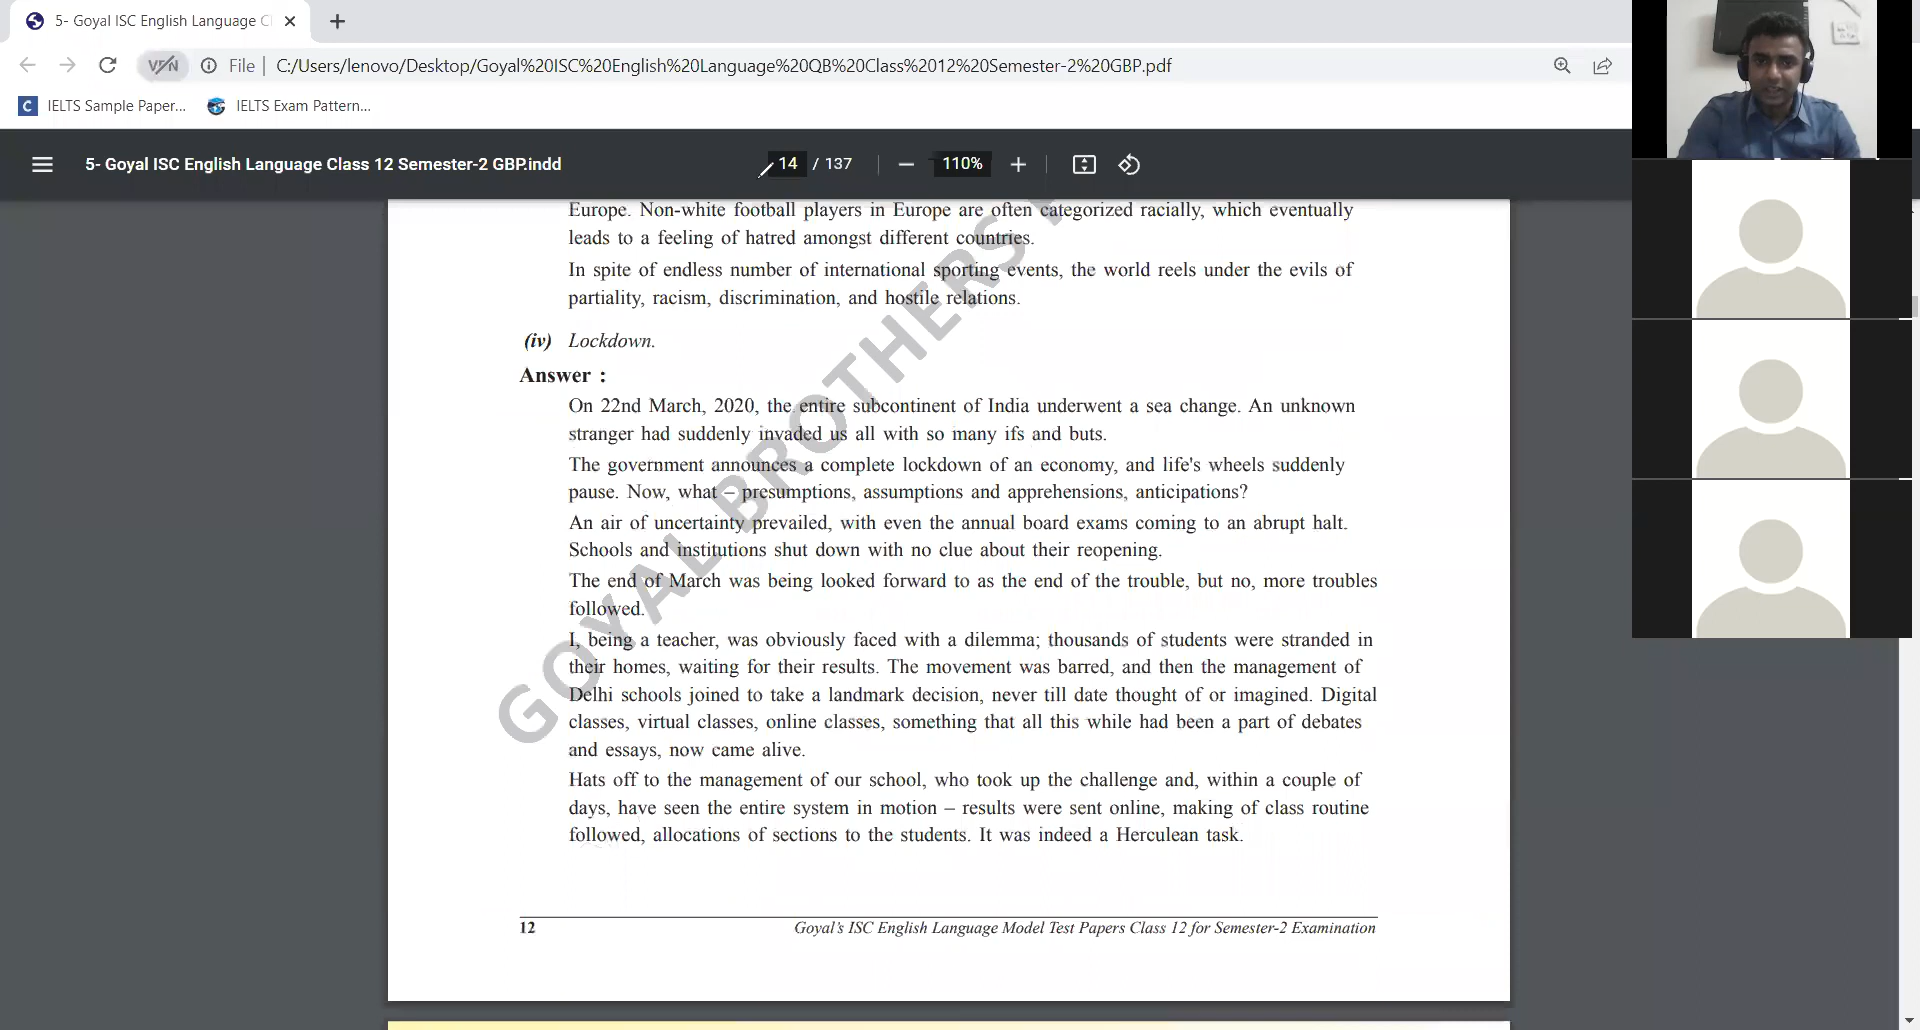 5- Goyal ISC English Language C
File
C:/Users/lenovo/Desktop/Goyal%20ISC%20English%20Language%20QB%20Class%2012%20Semester-2%20GBP.pdf
IELTS Sample Paper...
IELTS Exam Pattern...
5- Goyal ISC English Language Class 12 Semester-2 GBP.indd
14 / 137
110%
Europe. Non-white football players in Europe are often categorized racially, which eventually
leads to a feeling of hatred amongst different countries.
In spite of endless number of international sporting events, the world reels under the evils of
partiality, racism, discrimination, and hostile relations.
(iv) Lockdown.
Answer :
On 22nd March, 2020, the entire subcontinent of India underwent a sea change. An unknown
stranger had suddenly invaded us all with so many ifs and buts.
The government announces a complete lockdown of an economy, and life's wheels suddenly
pause. Now, what – presumptions, assumptions and apprehensions, anticipations?
An air of uncertainty prevailed, with even the annual board exams coming to an abrupt halt.
Schools and institutions shut down with no clue about their reopening.
The end of March was being looked forward to as the end of the trouble, but no, more troubles
followed.
I, being a teacher, was obviously faced with a dilemma; thousands of students were stranded in
their homes, waiting for their results. The movement was barred, and then the management of
Delhi schools joined to take a landmark decision, never till date thought of or imagined. Digital
classes, virtual classes, online classes, something that all this while had been a part of debates
and essays, now came alive.
Hats off to the management of our school, who took up the challenge and, within a couple of
days, have seen the entire system in motion – results were sent online, making of class routine
followed, allocations of sections to the students. It was indeed a Herculean task.
GOYAL BROTHERS
12
Goyal's ISC English Language Model Test Papers Class 12 for Semester-2 Examination